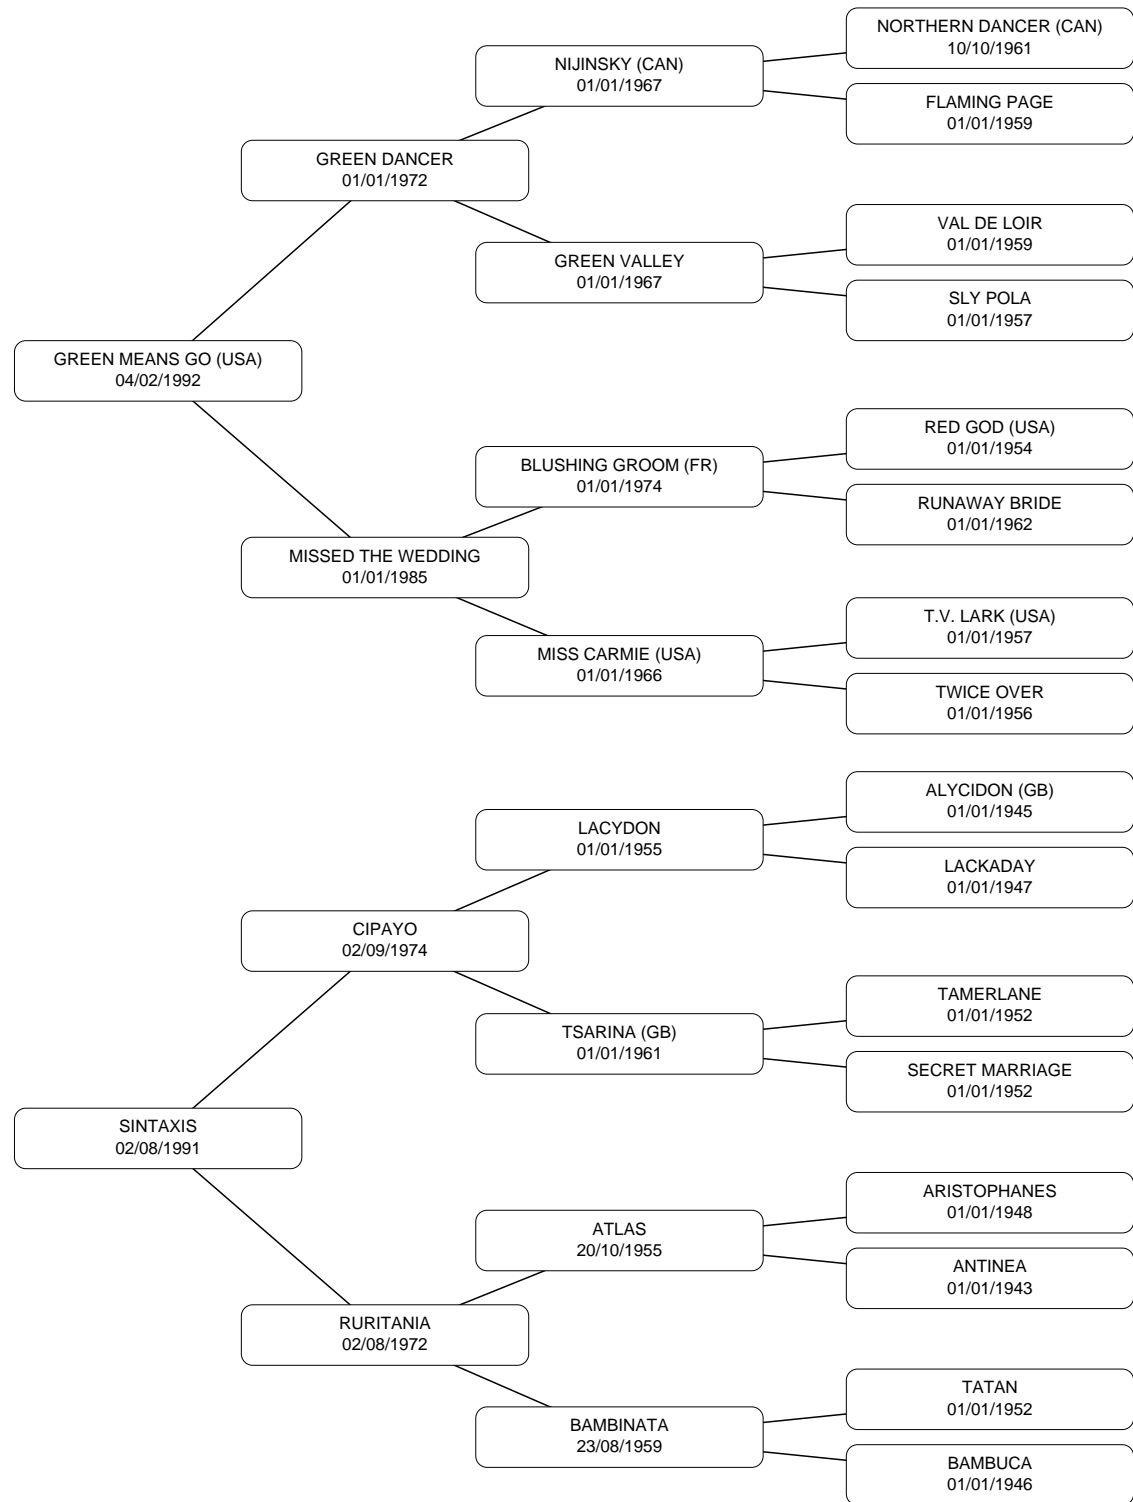 NORTHERN DANCER (CAN)
10/10/1961
NIJINSKY (CAN)
01/01/1967
FLAMING PAGE
01/01/1959
GREEN DANCER
01/01/1972
VAL DE LOIR
01/01/1959
GREEN VALLEY
01/01/1967
SLY POLA
01/01/1957
GREEN MEANS GO (USA)
04/02/1992
RED GOD (USA)
01/01/1954
BLUSHING GROOM (FR)
01/01/1974
RUNAWAY BRIDE
01/01/1962
MISSED THE WEDDING
01/01/1985
T.V. LARK (USA)
01/01/1957
MISS CARMIE (USA)
01/01/1966
TWICE OVER
01/01/1956
ALYCIDON (GB)
01/01/1945
LACYDON
01/01/1955
LACKADAY
01/01/1947
CIPAYO
02/09/1974
TAMERLANE
01/01/1952
TSARINA (GB)
01/01/1961
SECRET MARRIAGE
01/01/1952
SINTAXIS
02/08/1991
ARISTOPHANES
01/01/1948
ATLAS
20/10/1955
ANTINEA
01/01/1943
RURITANIA
02/08/1972
TATAN
01/01/1952
BAMBINATA
23/08/1959
BAMBUCA
01/01/1946